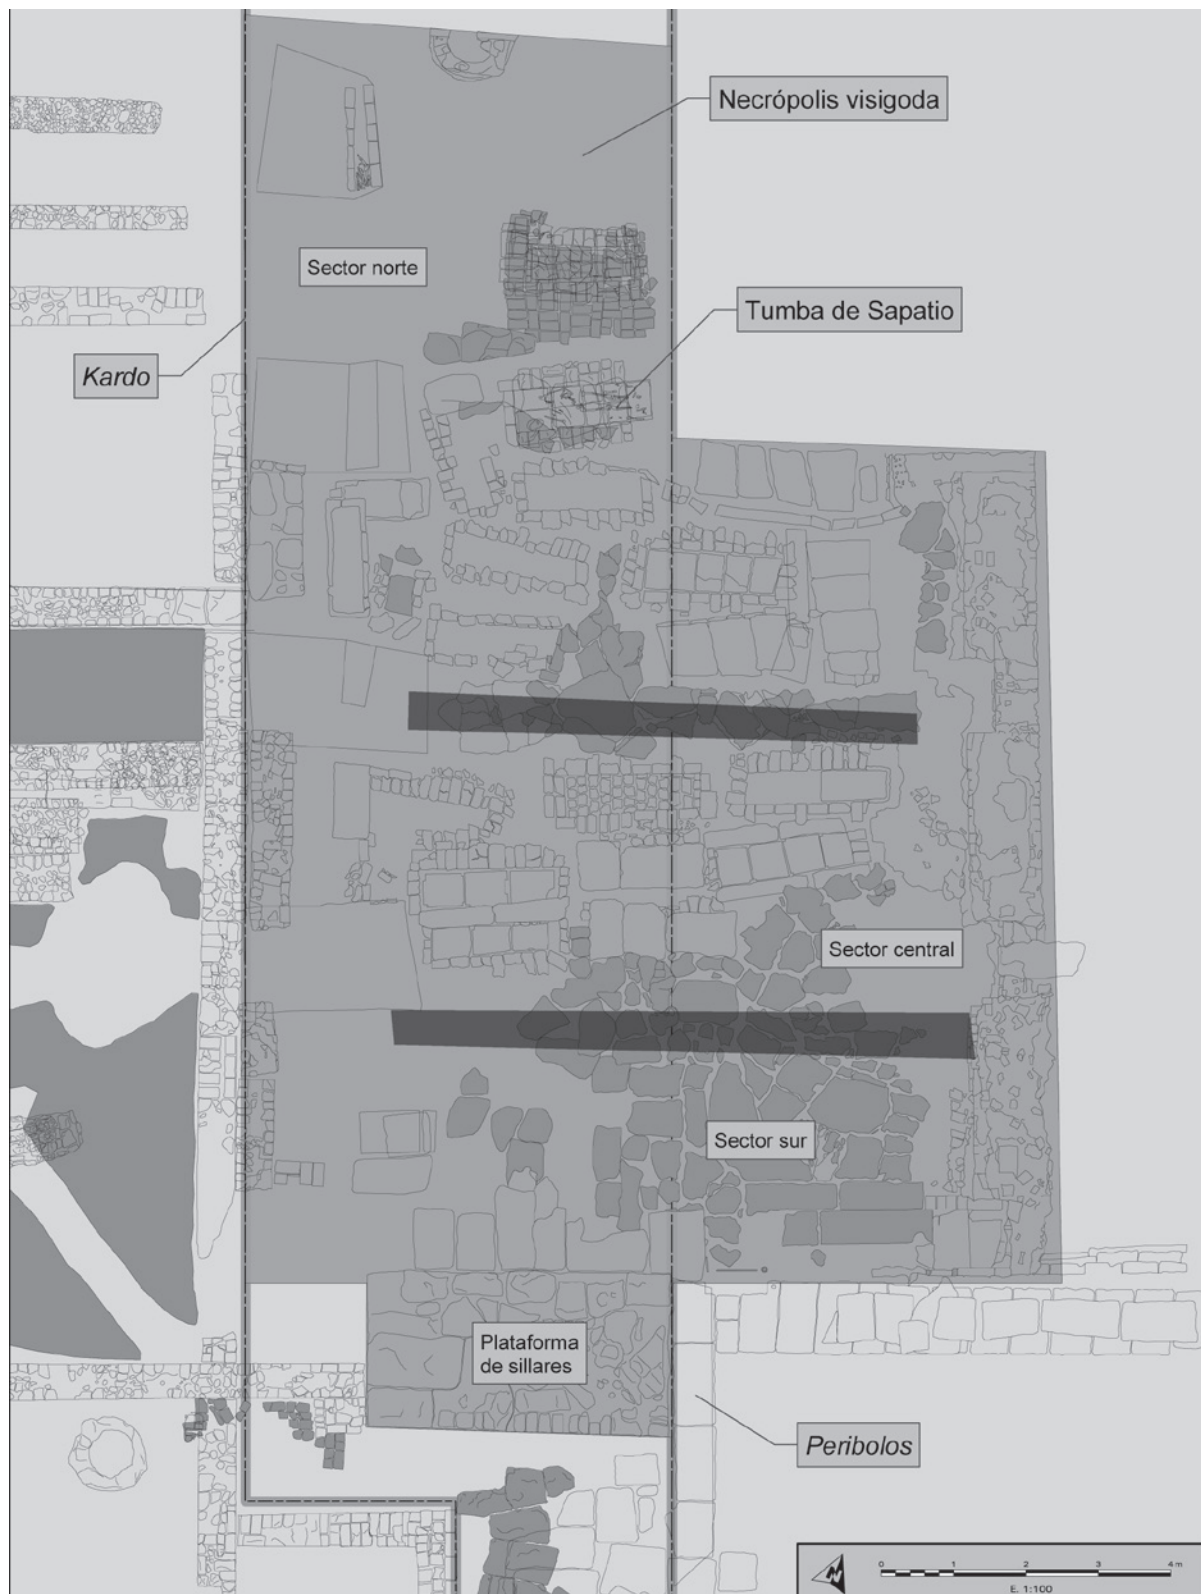 Necrópolis visigoda
Sector norte
Tumba de Sapatio
Kardo
Sector central
Sector sur
Plataforma
de sillares
Peribolos
N
0 1 2 3 4 m
E. 1:100